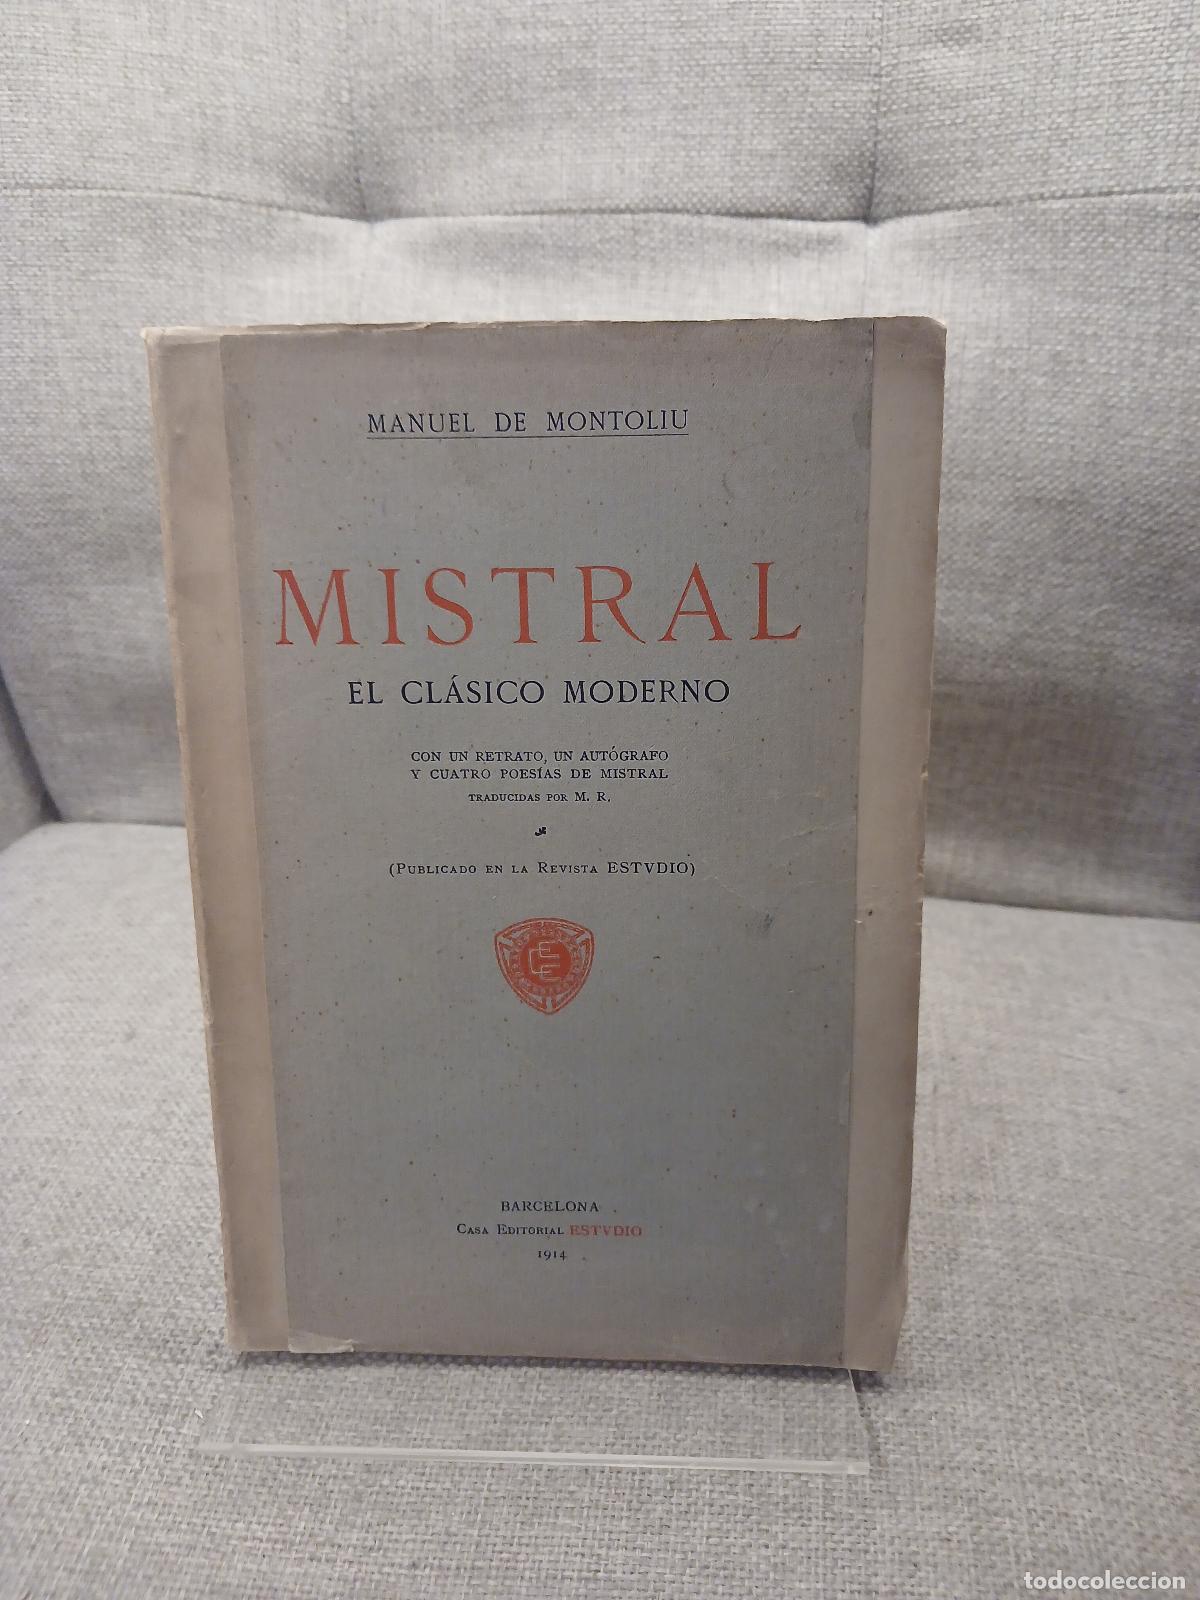 MANUEL DE MONTOLIU
MISTRAL
EL CLÁSICO MODERNO
CON UN RETRATO, UN AUTÓGRAFO
Y CUATRO POESÍAS DE MISTRAL
TRADUCIDAS POR M. R.
(PUBLICADO EN LA REVISTA ESTVDIO)
BARCELONA
CASA EDITORIAL ESTVDIO
1914
todocoleccion